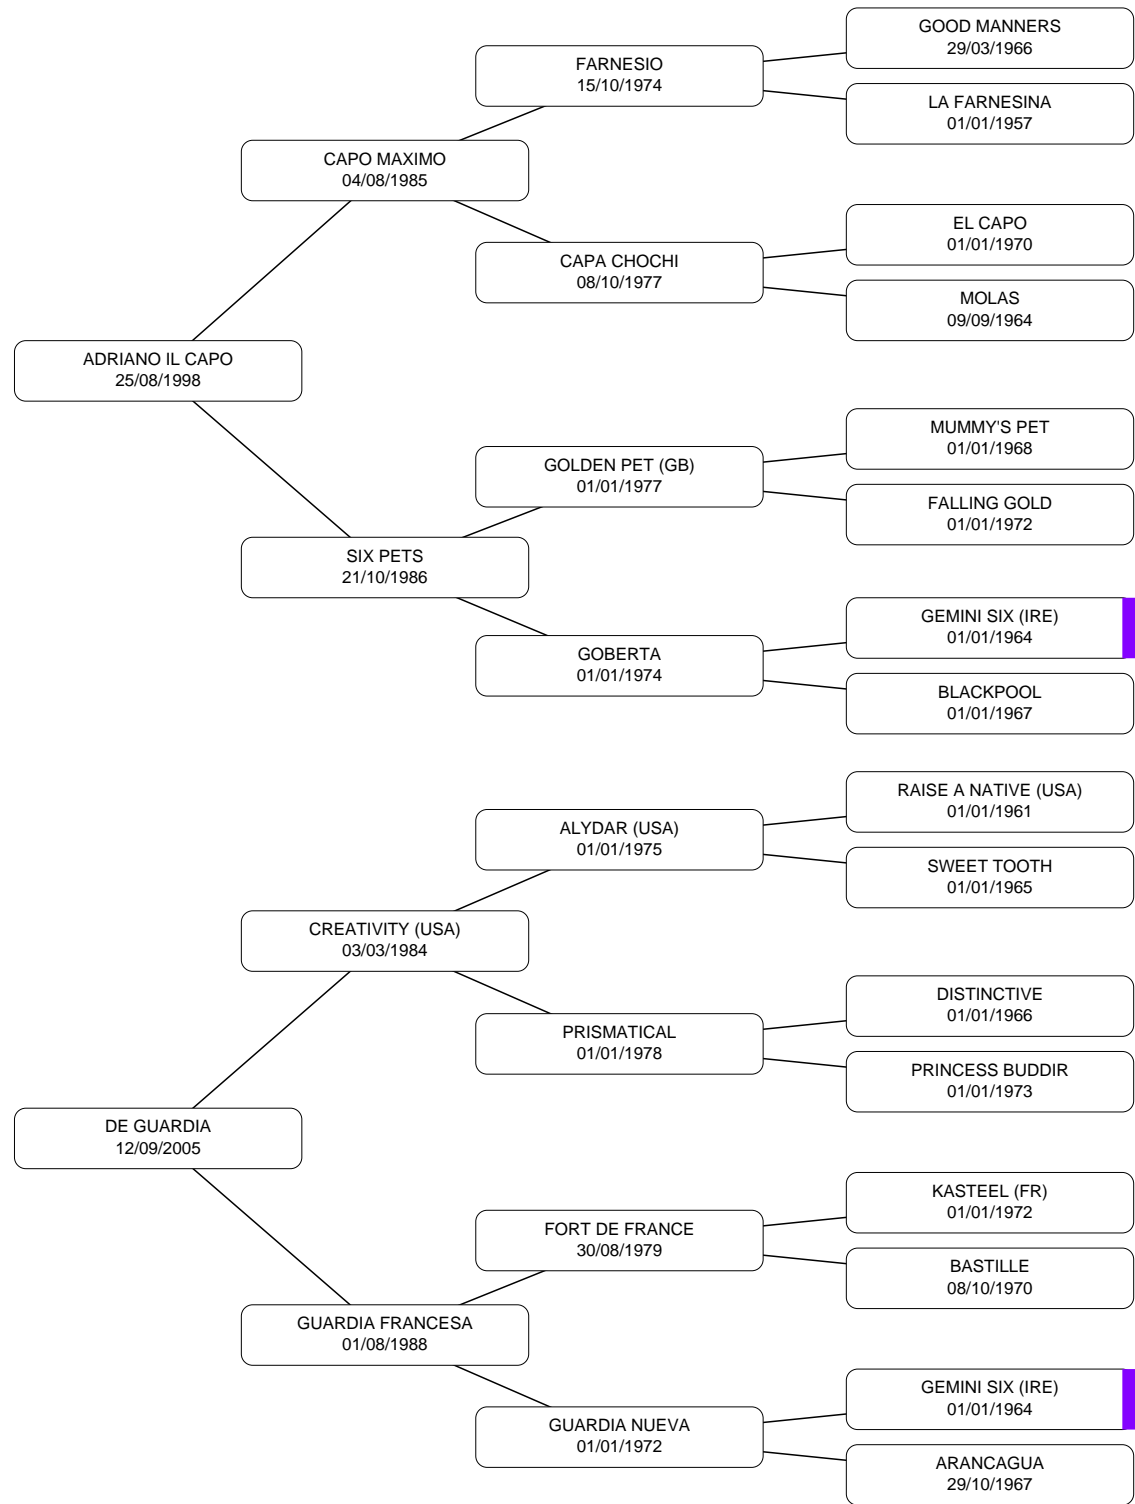 GOOD MANNERS
29/03/1966
FARNESIO
15/10/1974
LA FARNESINA
01/01/1957
CAPO MAXIMO
04/08/1985
EL CAPO
01/01/1970
CAPA CHOCHI
08/10/1977
MOLAS
09/09/1964
ADRIANO IL CAPO
25/08/1998
MUMMY'S PET
01/01/1968
GOLDEN PET (GB)
01/01/1977
FALLING GOLD
01/01/1972
SIX PETS
21/10/1986
GEMINI SIX (IRE)
01/01/1964
GOBERTA
01/01/1974
BLACKPOOL
01/01/1967
RAISE A NATIVE (USA)
01/01/1961
ALYDAR (USA)
01/01/1975
SWEET TOOTH
01/01/1965
CREATIVITY (USA)
03/03/1984
DISTINCTIVE
01/01/1966
PRISMATICAL
01/01/1978
PRINCESS BUDDIR
01/01/1973
DE GUARDIA
12/09/2005
KASTEEL (FR)
01/01/1972
FORT DE FRANCE
30/08/1979
BASTILLE
08/10/1970
GUARDIA FRANCESA
01/08/1988
GEMINI SIX (IRE)
01/01/1964
GUARDIA NUEVA
01/01/1972
ARANCAGUA
29/10/1967